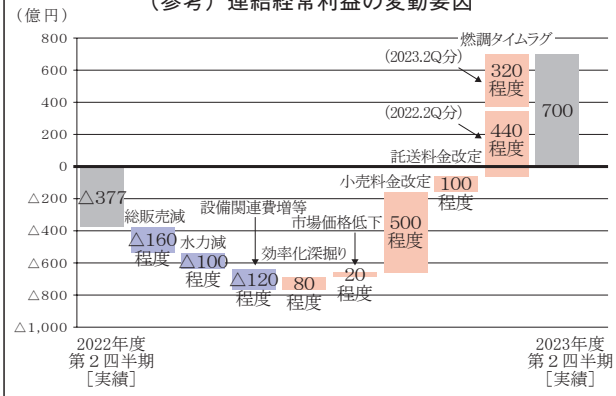 (参考) 連結経常利益の変動要因
(億円)
800
600
400
200
0
△200
△400
△600
△800
△1,000
燃調タイムラグ
(2023.2Q分)
320
程度
700
(2022.2Q分)
440
程度
託送料金改定
100
程度
小売料金改定
500
程度
△377
総販売減
△160
程度
水力減
△100
程度
設備関連費増等
△120
程度
効率化深掘り
80
程度
市場価格低下
20
程度
2022年度
第2四半期
[実績]
2023年度
第2四半期
[実績]